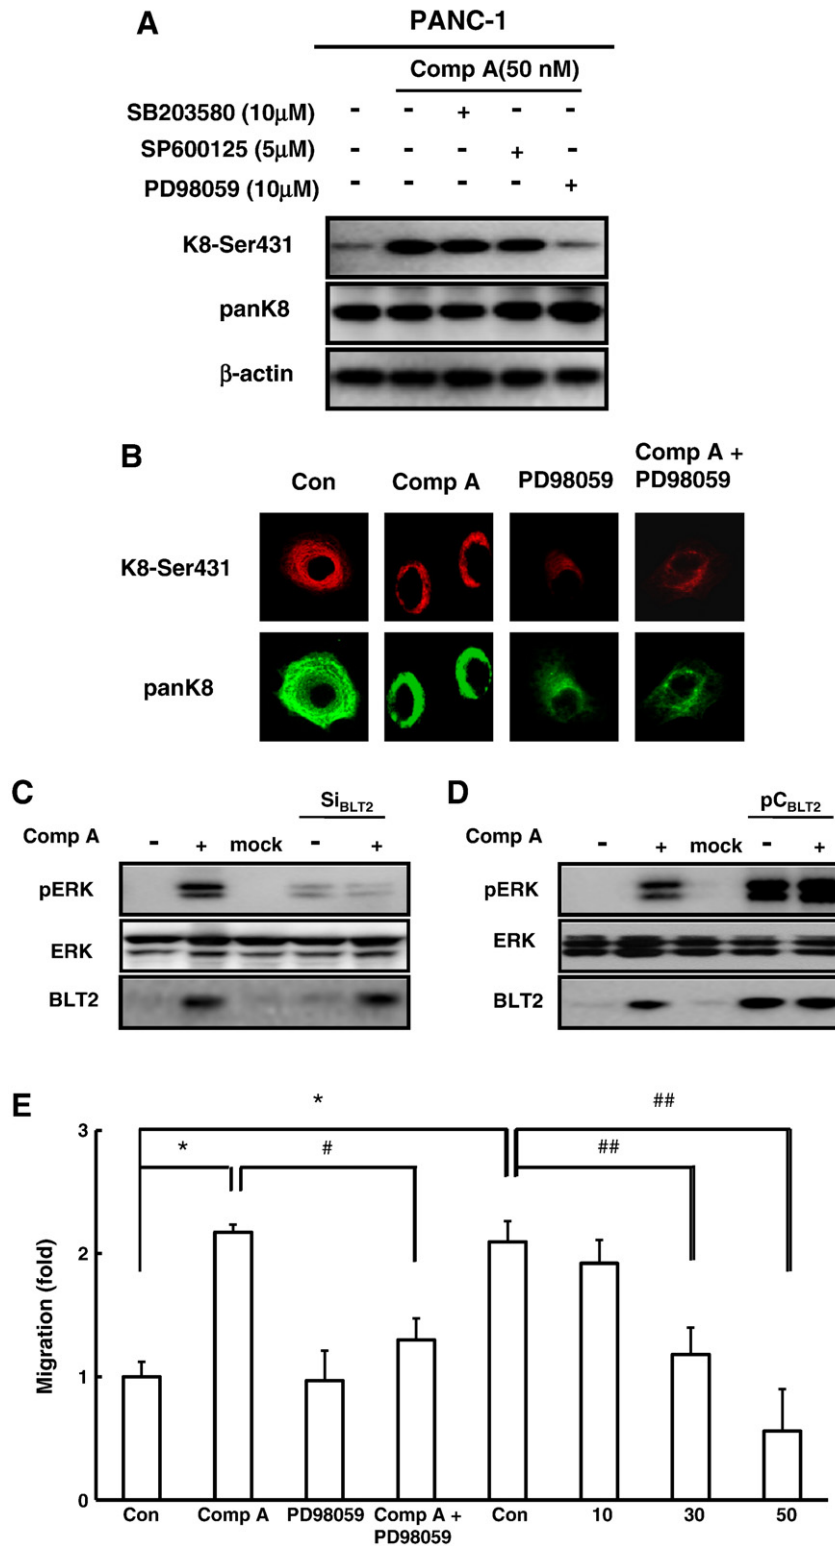 A
PANC-1
Comp A(50 nM)
SB203580 (10μM) - - + - -
SP600125 (5μM) - - - + -
PD98059 (10μM) - - - - +
K8-Ser431
panK8
β-actin
B
Con Comp A PD98059 Comp A + PD98059
K8-Ser431
panK8
C
SiBLT2
Comp A - + mock - +
pERK
ERK
BLT2
D
pCBLT2
Comp A - + mock - +
pERK
ERK
BLT2
E
* ##
* # ##
Migration (fold)
3
2
1
0
Con Comp A PD98059 Comp A + PD98059 Con 10 30 50